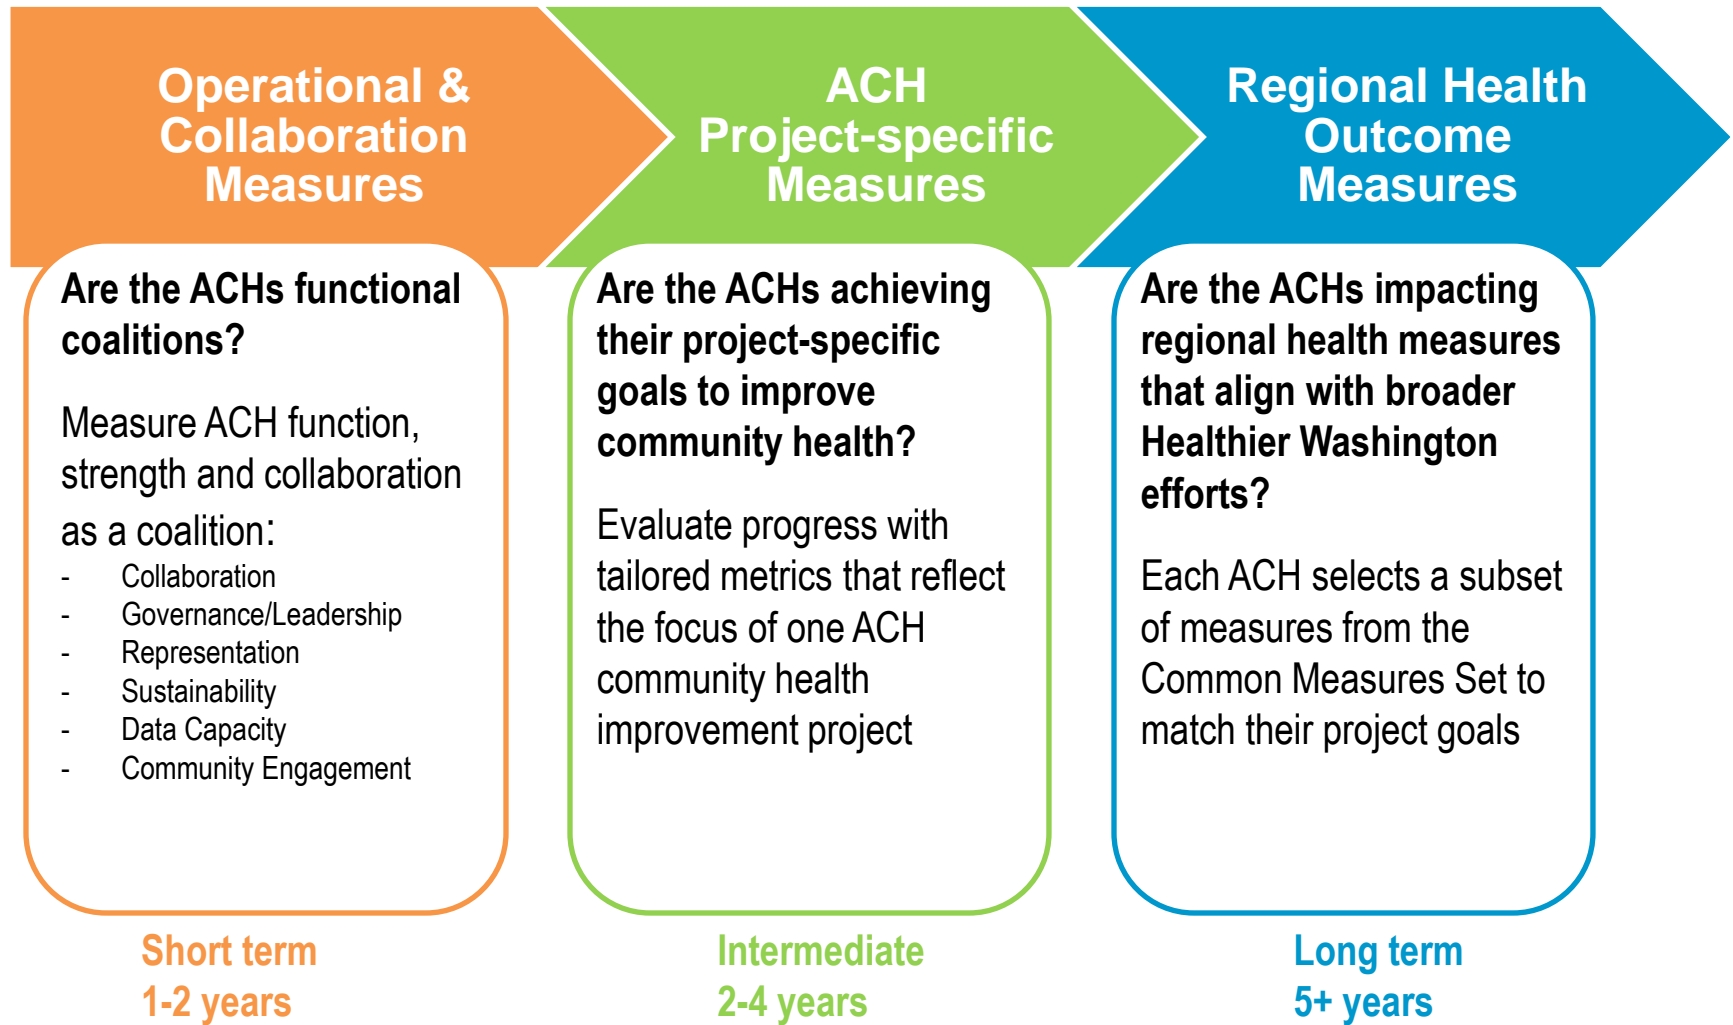 Operational &
Collaboration
Measures
ACH
Project-specific
Measures
Regional Health
Outcome
Measures
Are the ACHs functional
coalitions?
Measure ACH function,
strength and collaboration
as a coalition:
- Collaboration
- Governance/Leadership
- Representation
- Sustainability
- Data Capacity
- Community Engagement
Are the ACHs achieving
their project-specific
goals to improve
community health?
Evaluate progress with
tailored metrics that reflect
the focus of one ACH
community health
improvement project
Are the ACHs impacting
regional health measures
that align with broader
Healthier Washington
efforts?
Each ACH selects a subset
of measures from the
Common Measures Set to
match their project goals
Short term
1-2 years
Intermediate
2-4 years
Long term
5+ years